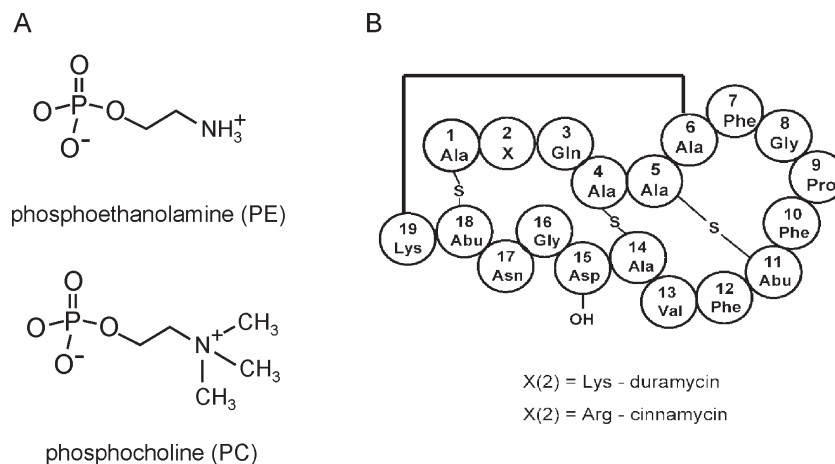 A
O
O
P
O
O⁻
NH₃⁺
phosphoethanolamine (PE)
O
O
P
O
O⁻
N⁺
CH₃
CH₃
CH₃
phosphocholine (PC)
B
1 Ala
2 X
3 Gln
4 Ala
5 Ala
6 Ala
7 Phe
8 Gly
9 Pro
10 Phe
11 Abu
12 Phe
13 Val
14 Ala
15 Asp
16 Gly
17 Asn
18 Abu
19 Lys
S
S
S
OH
X(2) = Lys - duramycin
X(2) = Arg - cinnamycin